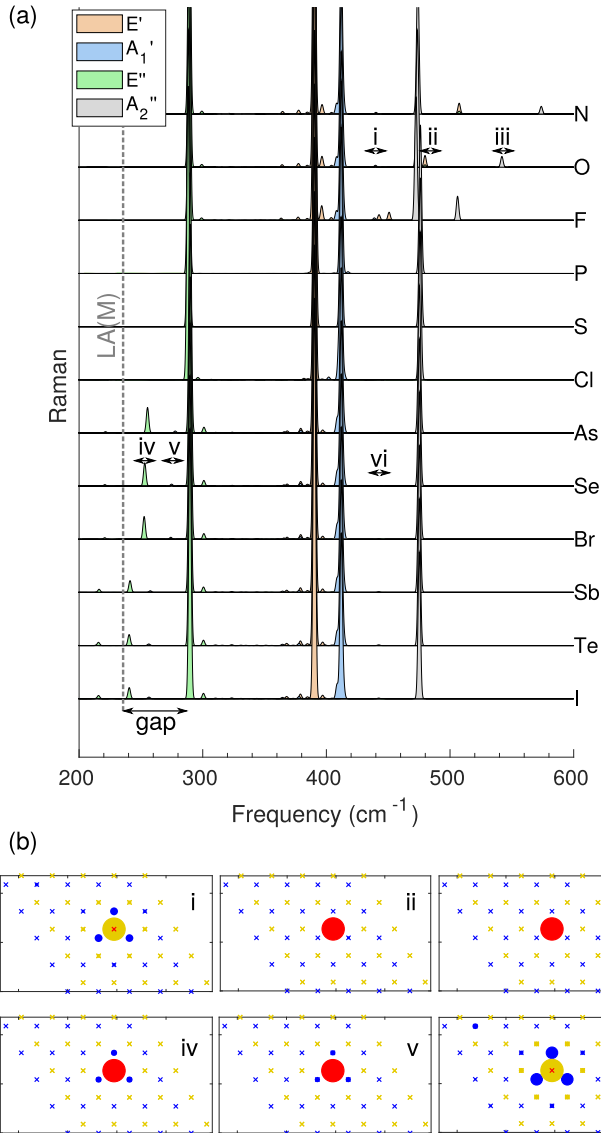 (a)
E'
A₁'
E''
A₂''
N
i
ii
iii
O
F
P
LA(M)
S
Raman
Cl
As
iv
v
vi
Se
Br
Sb
Te
I
gap
200
300
400
500
600
Frequency (cm⁻¹)
(b)
i
ii
iv
v